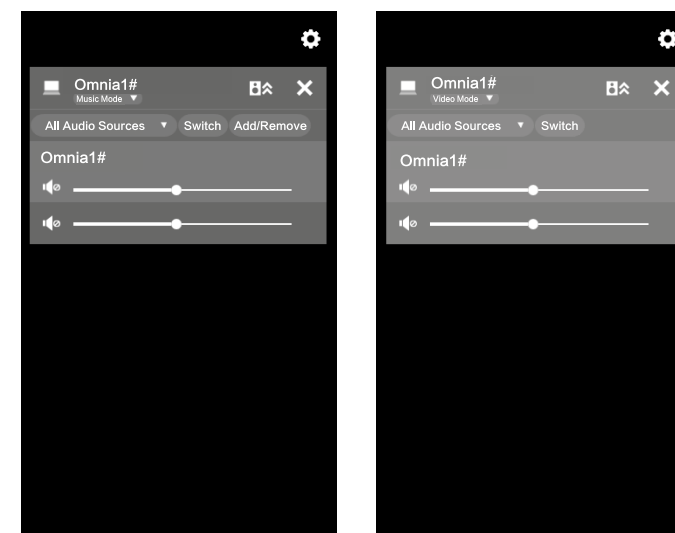 Omnia1#
Music Mode ▼
All Audio Sources ▼ Switch Add/Remove
Omnia1#
Omnia1#
Video Mode ▼
All Audio Sources ▼ Switch
Omnia1#